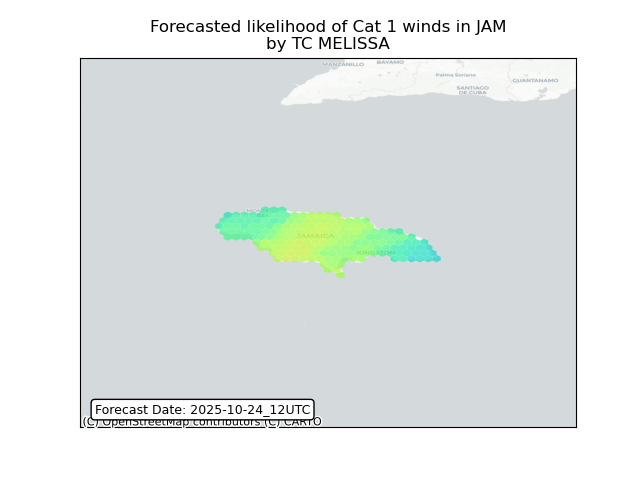 Forecasted likelihood of Cat 1 winds in JAM
by TC MELISSA
MANZANILLO
BAYAMO
Palma Soriano
GUANTANAMO
SANTIAGO
DE CUBA
JAMAICA
KINGSTON
Forecast Date: 2025-10-24_12UTC
(C) OpenStreetMap contributors (C) CARTO